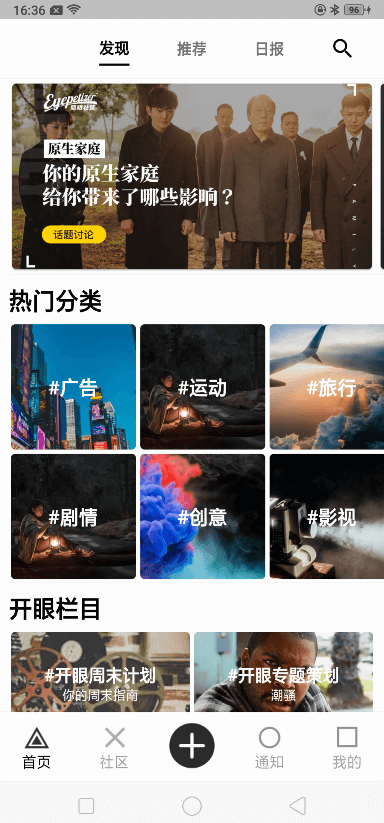 16:36
96
发现 推荐 日报
Eyepetizer
开眼社区
原生家庭
你的原生家庭
给你带来了哪些影响？
话题讨论
FAMILY
热门分类
#广告 #运动 #旅行
#剧情 #创意 #影视
开眼栏目
#开眼周末计划 #开眼专题策划
你的周末指南 潮骚
首页 社区 通知 我的